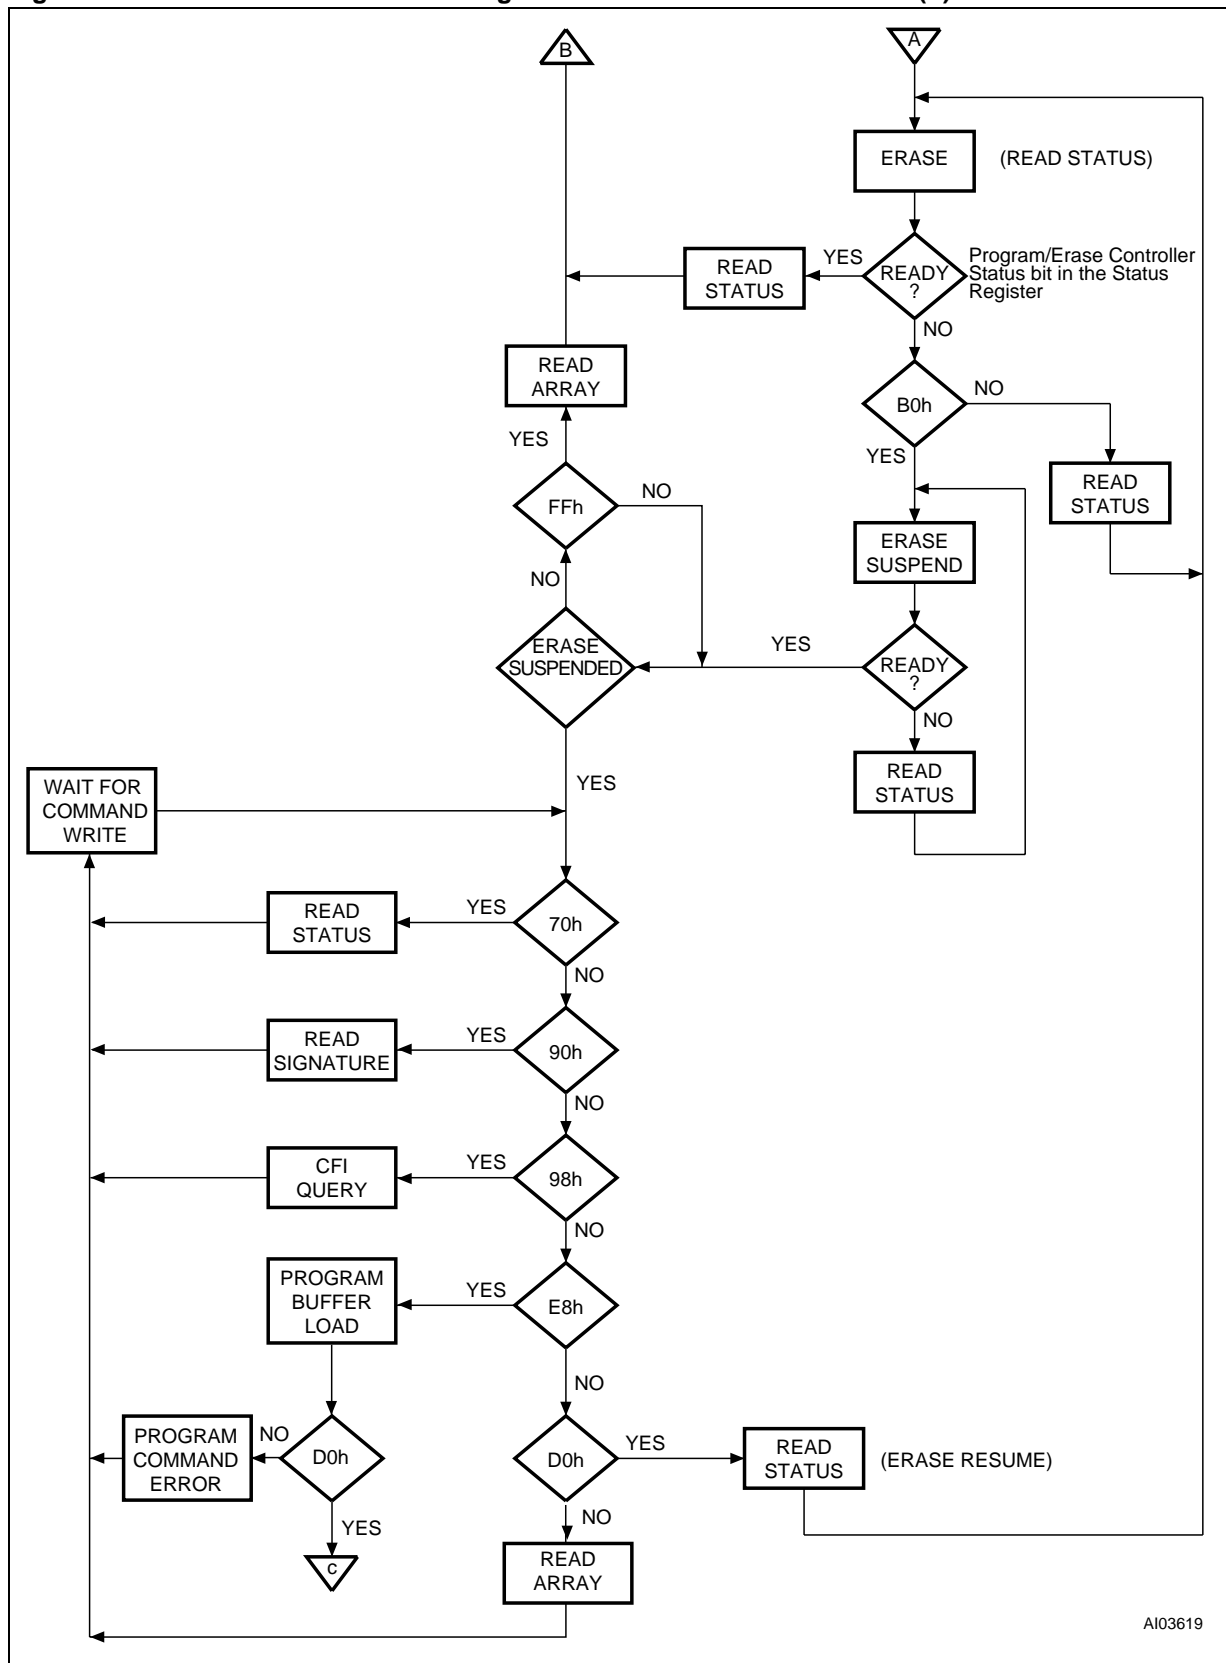 B
A
ERASE
(READ STATUS)
READ
STATUS
YES
READY
?
Program/Erase Controller
Status bit in the Status
Register
NO
READ
ARRAY
B0h
NO
YES
YES
READ
STATUS
FFh
NO
ERASE
SUSPEND
NO
ERASE
SUSPENDED
YES
READY
?
NO
READ
STATUS
YES
WAIT FOR
COMMAND
WRITE
READ
STATUS
YES
70h
NO
READ
SIGNATURE
YES
90h
NO
CFI
QUERY
YES
98h
NO
PROGRAM
BUFFER
LOAD
YES
E8h
NO
PROGRAM
COMMAND
ERROR
NO
D0h
D0h
YES
READ
STATUS
(ERASE RESUME)
YES
NO
c
READ
ARRAY
AI03619